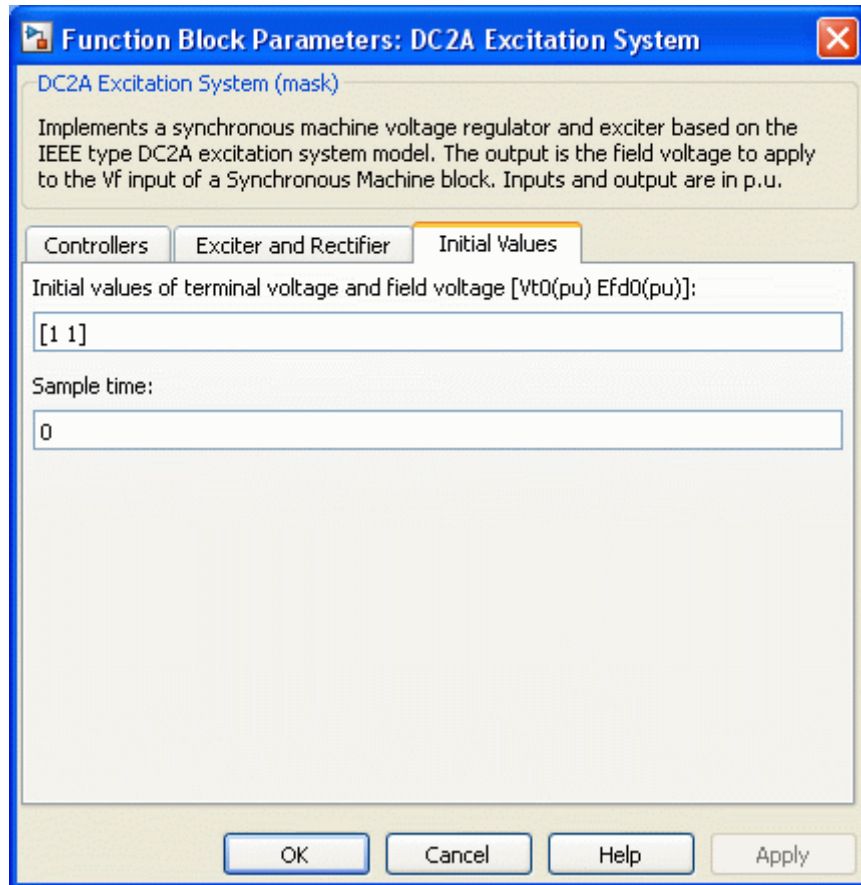 Function Block Parameters: DC2A Excitation System
DC2A Excitation System (mask)
Implements a synchronous machine voltage regulator and exciter based on the
IEEE type DC2A excitation system model. The output is the field voltage to apply
to the Vf input of a Synchronous Machine block. Inputs and output are in p.u.
Controllers Exciter and Rectifier Initial Values
Initial values of terminal voltage and field voltage [Vt0(pu) Efd0(pu)]:
[1 1]
Sample time:
0
OK Cancel Help Apply